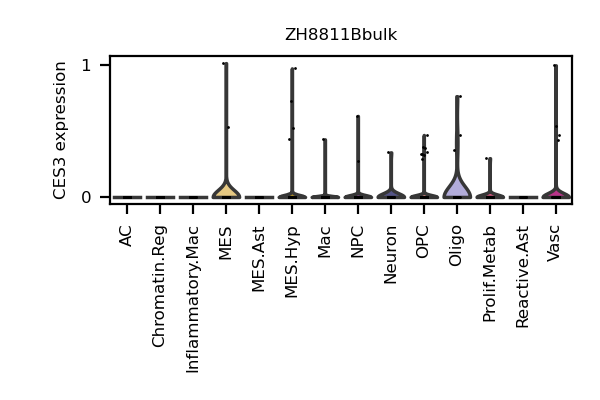 ZH8811Bbulk
CES3 expression
1
0
AC
Chromatin.Reg
Inflammatory.Mac
MES
MES.Ast
MES.Hyp
Mac
NPC
Neuron
OPC
Oligo
Prolif.Metab
Reactive.Ast
Vasc